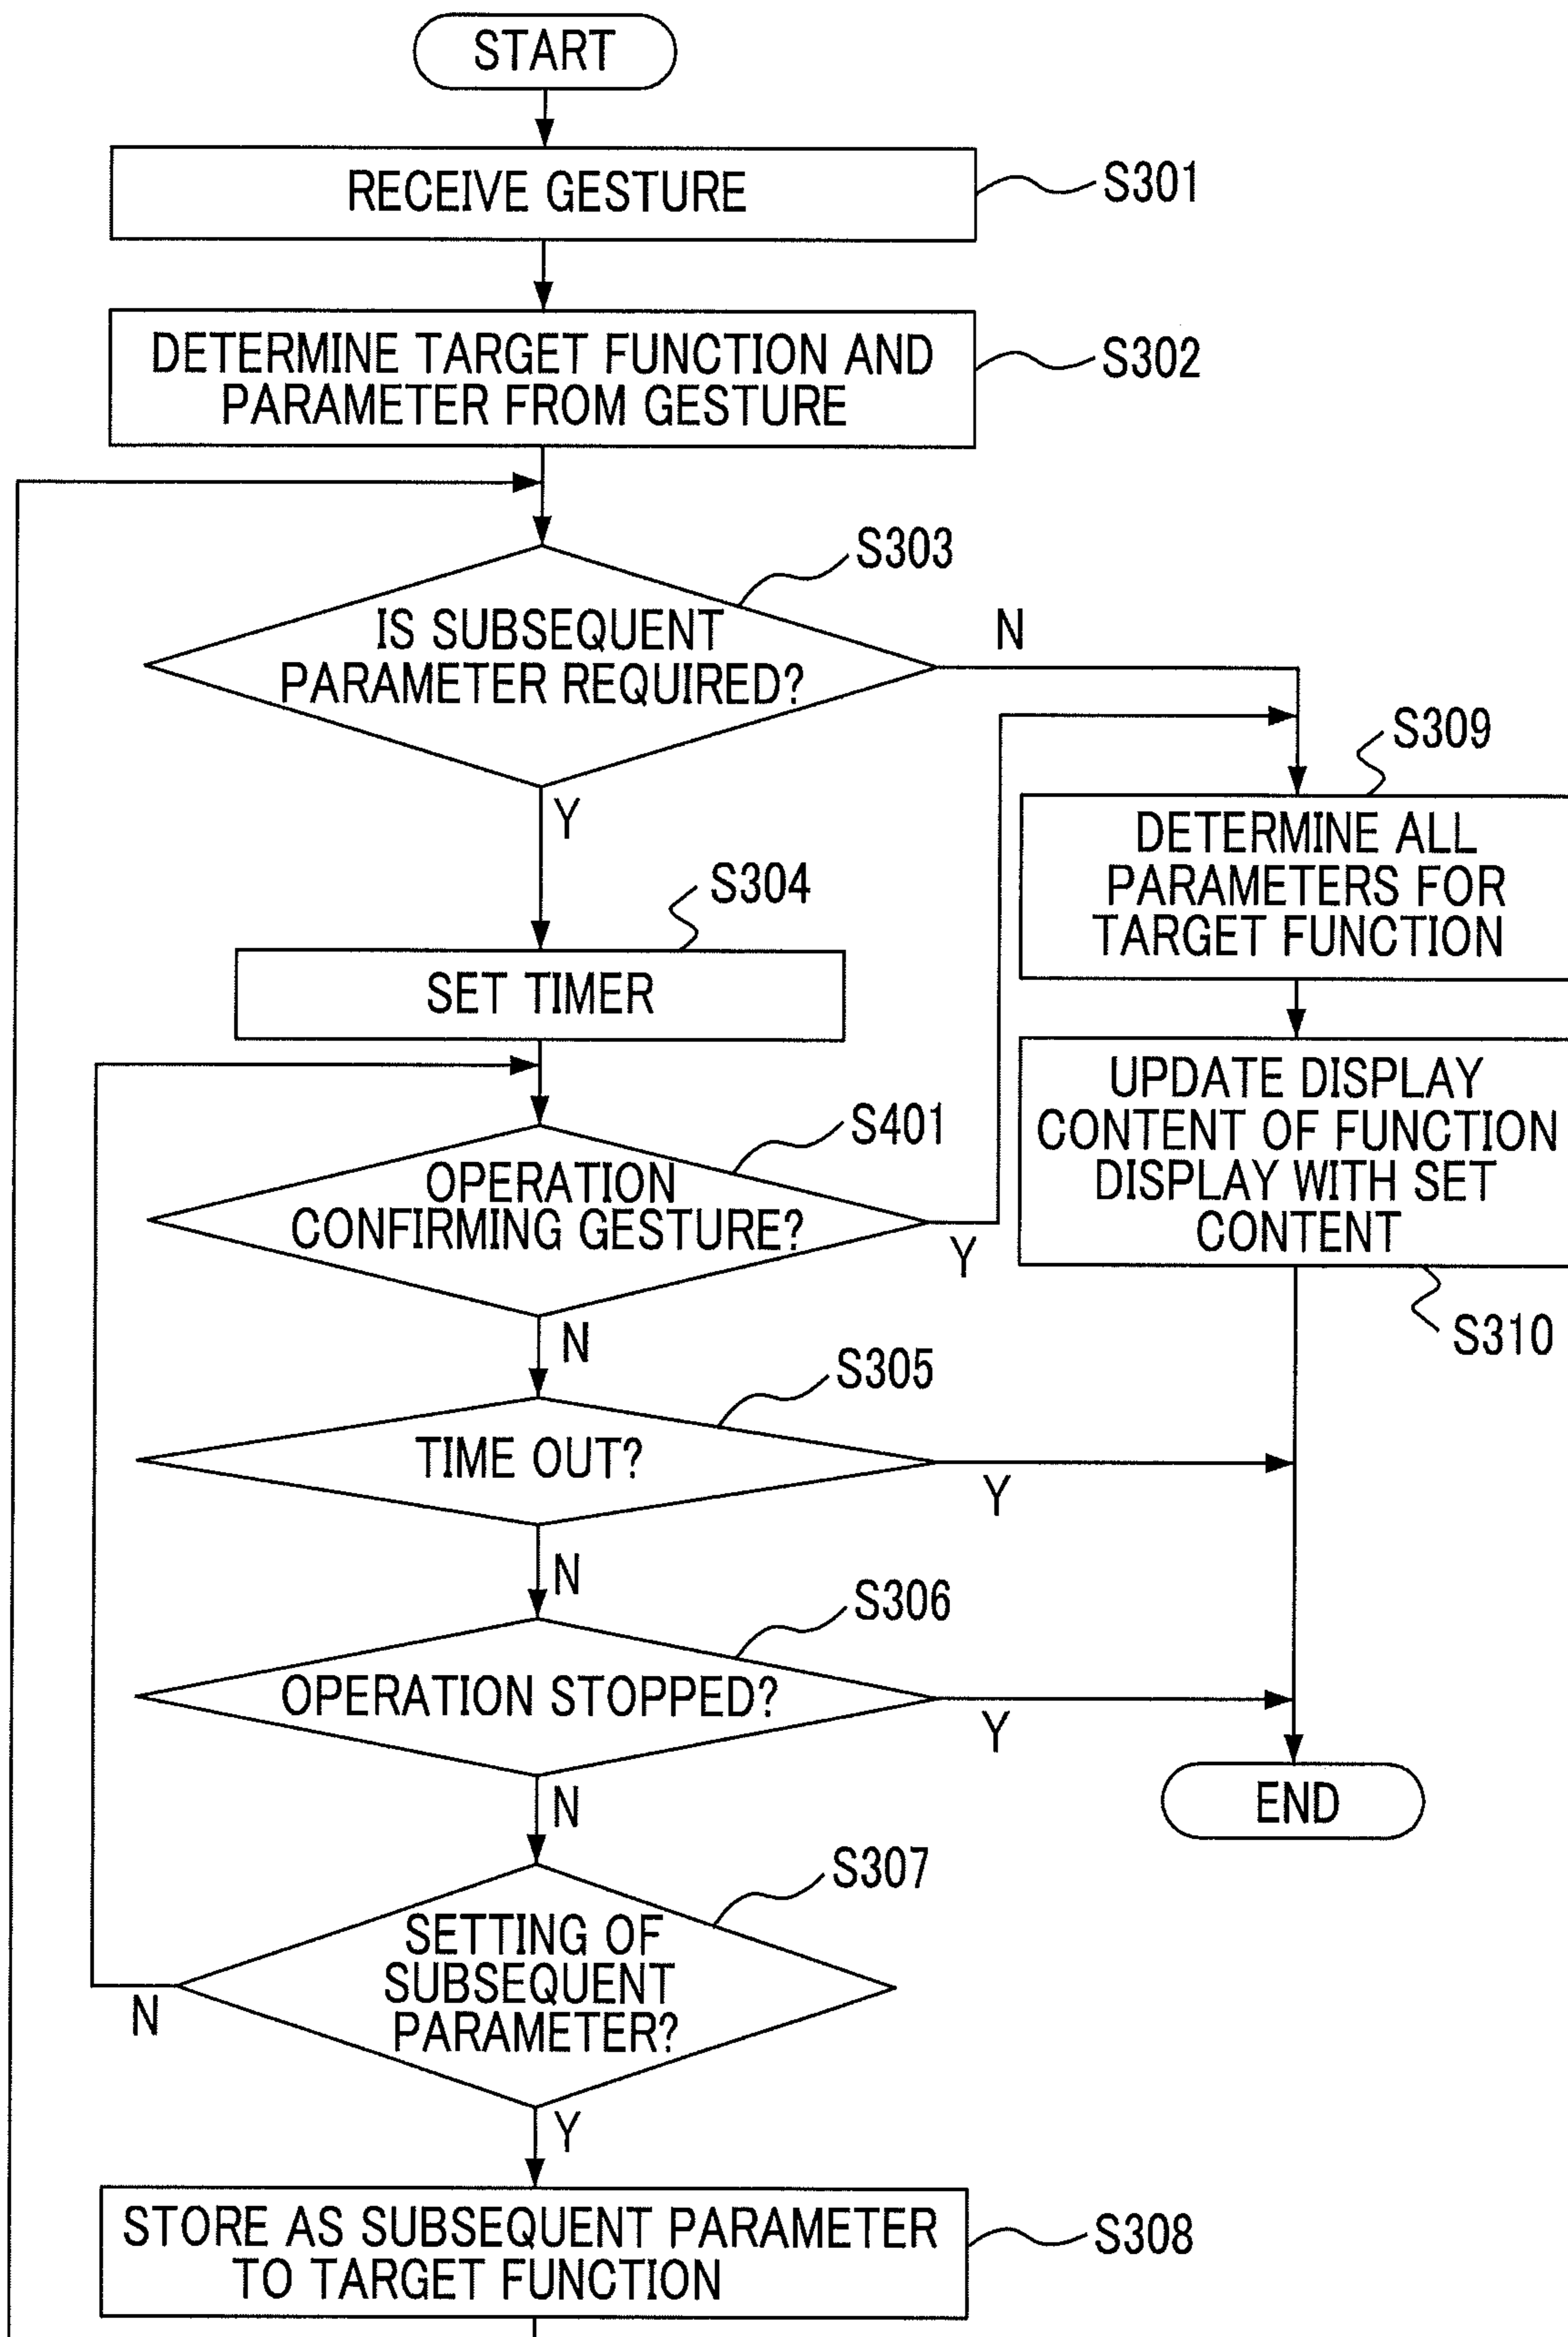 START
RECEIVE GESTURE
S301
DETERMINE TARGET FUNCTION AND
PARAMETER FROM GESTURE
S302
S303
IS SUBSEQUENT
PARAMETER REQUIRED?
N
Y
S309
DETERMINE ALL
PARAMETERS FOR
TARGET FUNCTION
S304
SET TIMER
UPDATE DISPLAY
CONTENT OF FUNCTION
DISPLAY WITH SET
CONTENT
S310
S401
OPERATION
CONFIRMING GESTURE?
Y
N
S305
TIME OUT?
Y
N
S306
OPERATION STOPPED?
Y
N
END
S307
SETTING OF
SUBSEQUENT
PARAMETER?
N
Y
STORE AS SUBSEQUENT PARAMETER
TO TARGET FUNCTION
S308